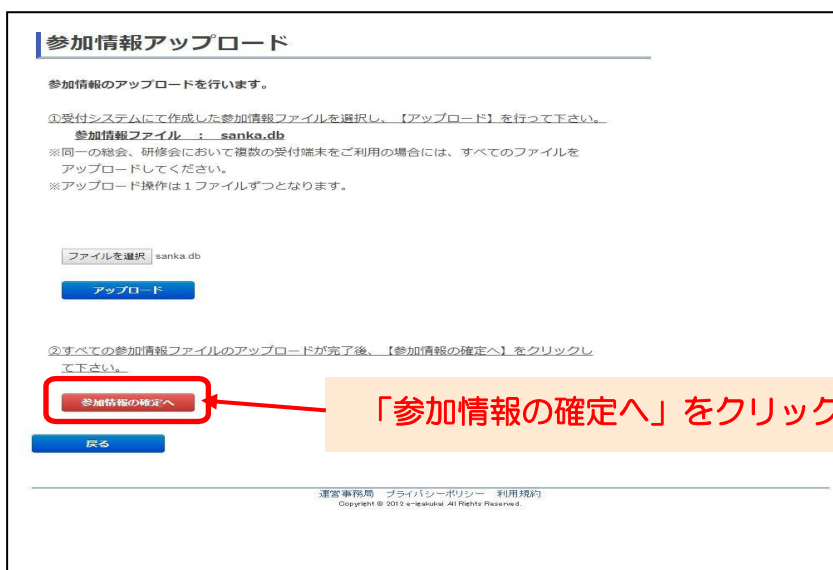 参加情報アップロード
参加情報のアップロードを行います。
①受付システムにて作成した参加情報ファイルを選択し、【アップロード】を行って下さい。
参加情報ファイル ： sanka.db
※同一の総会、研修会において複数の受付端末をご利用の場合には、すべてのファイルを
アップロードしてください。
※アップロード操作は１ファイルずつとなります。
ファイルを選択 sanka.db
アップロード
②すべての参加情報ファイルのアップロードが完了後、【参加情報の確定へ】をクリックし
て下さい。
参加情報の確定へ
「参加情報の確定へ」をクリック
戻る
運営事務局 プライバシーポリシー 利用規約
Copyright © 2012 e-igakukai All Rights Reserved.